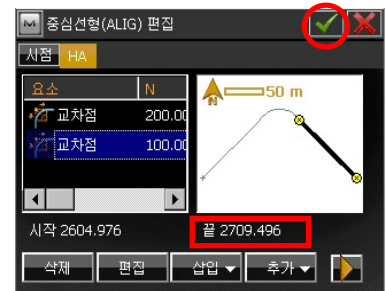 중심선형(ALIG) 편집
시점 HA
요소 N
교차점 200.00
교차점 100.00
N 50 m
시작 2604.976 끝 2709.496
삭제 편집 삽입 추가